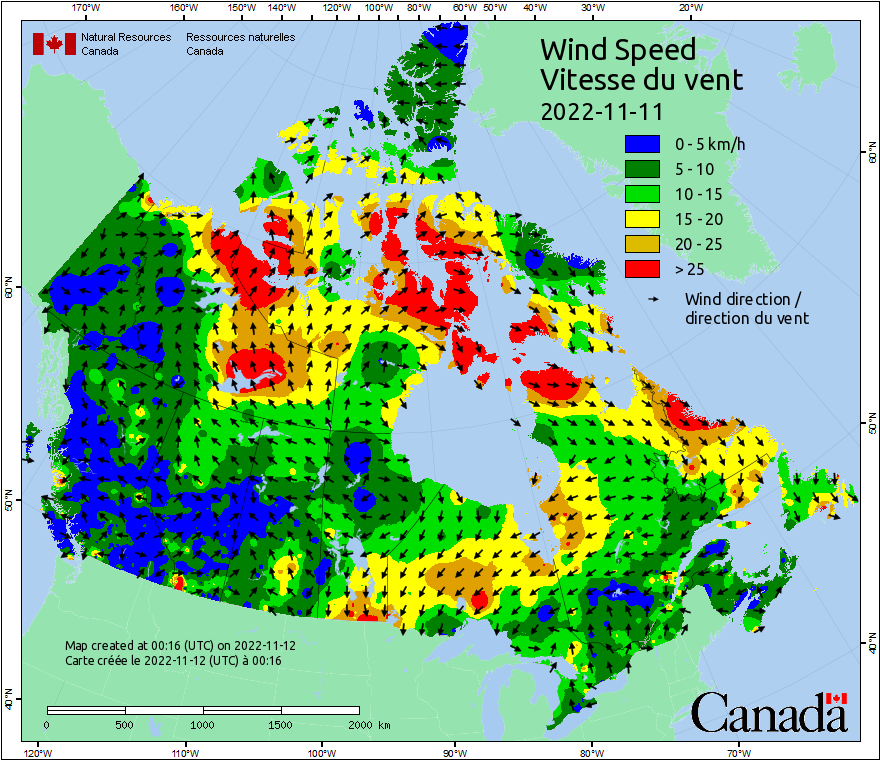 170°W 160°W 150°W 140°W 120°W 100°W 80°W 60°W 50°W 40°W 30°W 20°W
Natural Resources Ressources naturelles
Canada Canada
Wind Speed
Vitesse du vent
2022-11-11
0 - 5 km/h
5 - 10
10 - 15
15 - 20
20 - 25
> 25
Wind direction /
direction du vent
60°N
60°N
50°N
50°N
40°N
40°N
Map created at 00:16 (UTC) on 2022-11-12
Carte créée le 2022-11-12 (UTC) à 00:16
0 500 1000 1500 2000 km
Canada
120°W 110°W 100°W 90°W 80°W 70°W